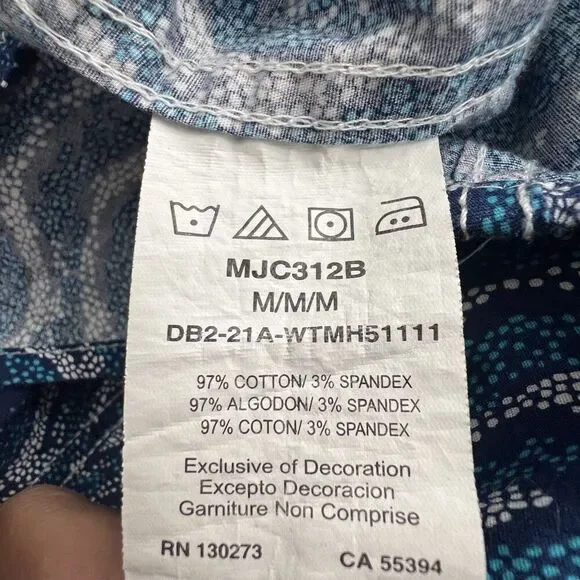 MJC312B
M/M/M
DB2-21A-WTMH51111
97% COTTON/ 3% SPANDEX
97% ALGODON/ 3% SPANDEX
97% COTON/ 3% SPANDEX
Exclusive of Decoration
Excepto Decoracion
Garniture Non Comprise
RN 130273 CA 55394